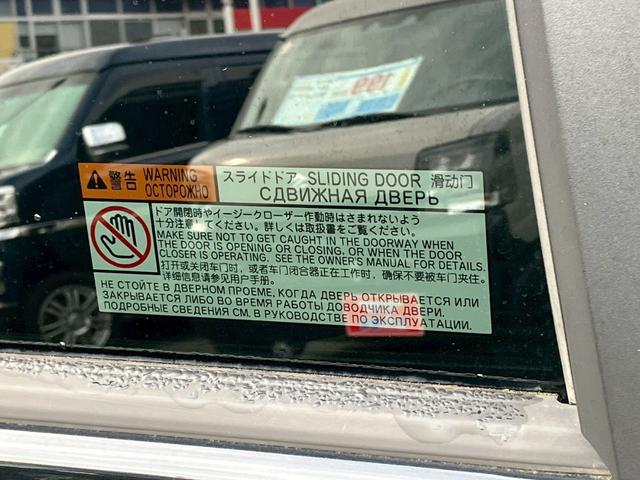 警告 WARNING
ОСТОРОЖНО
スライドドア SLIDING DOOR 滑动门
СДВИЖНАЯ ДВЕРЬ
ドア開閉時やイージークローザー作動時はさまれないよう
十分注意してください。詳しくは取扱書をご覧ください。
MAKE SURE NOT TO GET CAUGHT IN THE DOORWAY WHEN
THE DOOR IS OPENING OR CLOSING, OR WHEN THE DOOR
CLOSER IS OPERATING. SEE THE OWNER'S MANUAL FOR DETAILS.
打开或关闭车门时，或者车门闭合器正在工作时，确保不要被车门夹住。
详细信息请参见用户手册。
НЕ СТОЙТЕ В ДВЕРНОМ ПРОЕМЕ, КОГДА ДВЕРЬ ОТКРЫВАЕТСЯ ИЛИ
ЗАКРЫВАЕТСЯ ЛИБО ВО ВРЕМЯ РАБОТЫ ДОВОДЧИКА ДВЕРИ.
ПОДРОБНЫЕ СВЕДЕНИЯ СМ. В РУКОВОДСТВЕ ПО ЭКСПЛУАТАЦИИ.